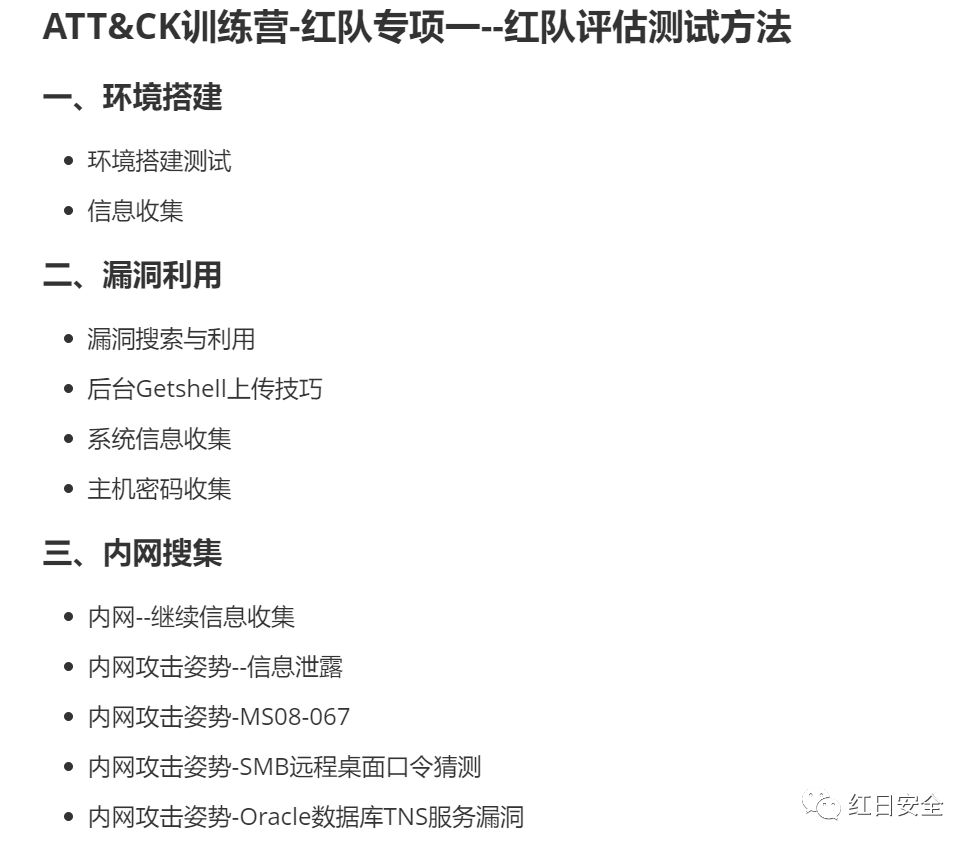 ATT&CK训练营-红队专项一--红队评估测试方法
一、环境搭建
• 环境搭建测试
• 信息收集
二、漏洞利用
• 漏洞搜索与利用
• 后台Getshell上传技巧
• 系统信息收集
• 主机密码收集
三、内网搜集
• 内网--继续信息收集
• 内网攻击姿势--信息泄露
• 内网攻击姿势-MS08-067
• 内网攻击姿势-SMB远程桌面口令猜测
• 内网攻击姿势-Oracle数据库TNS服务漏洞
红日安全